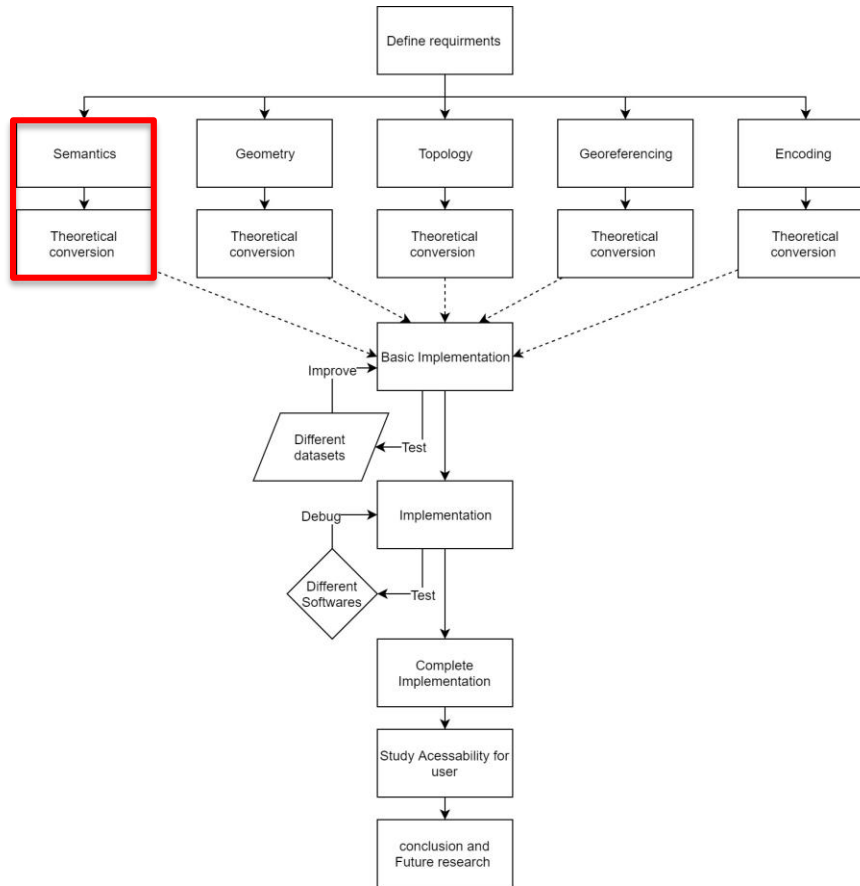 Define requirments
Semantics
Geometry
Topology
Georeferencing
Encoding
Theoretical
conversion
Theoretical
conversion
Theoretical
conversion
Theoretical
conversion
Theoretical
conversion
Basic Implementation
Improve
Different
datasets
Test
Implementation
Debug
Different
Softwares
Test
Complete
Implementation
Study Acessability for
user
conclusion and
Future research